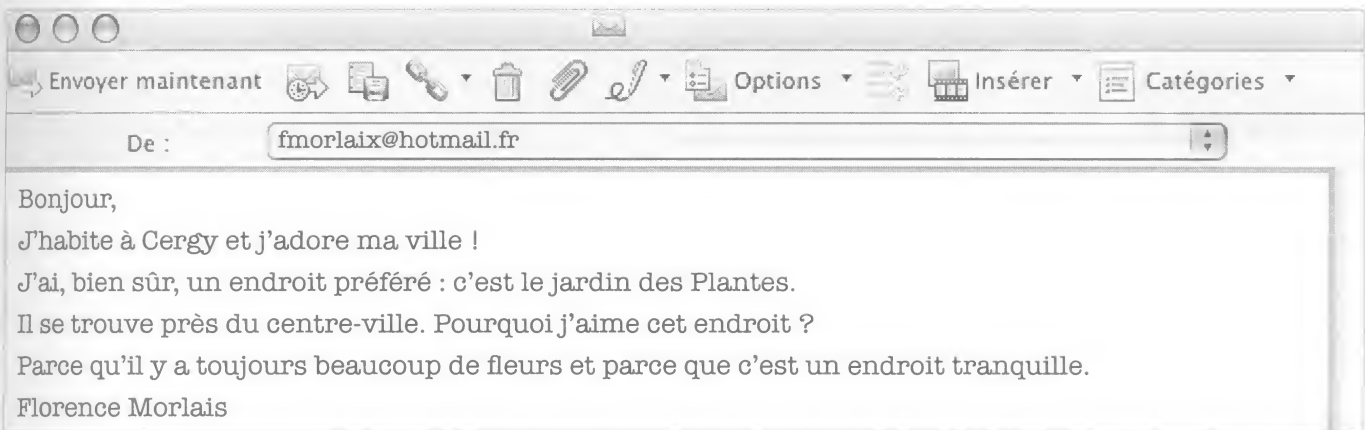 Envoyer maintenant Options Insérer Catégories
De : fmorlaix@hotmail.fr
Bonjour,
J'habite à Cergy et j'adore ma ville !
J'ai, bien sûr, un endroit préféré : c'est le jardin des Plantes.
Il se trouve près du centre-ville. Pourquoi j'aime cet endroit ?
Parce qu'il y a toujours beaucoup de fleurs et parce que c'est un endroit tranquille.
Florence Morlais